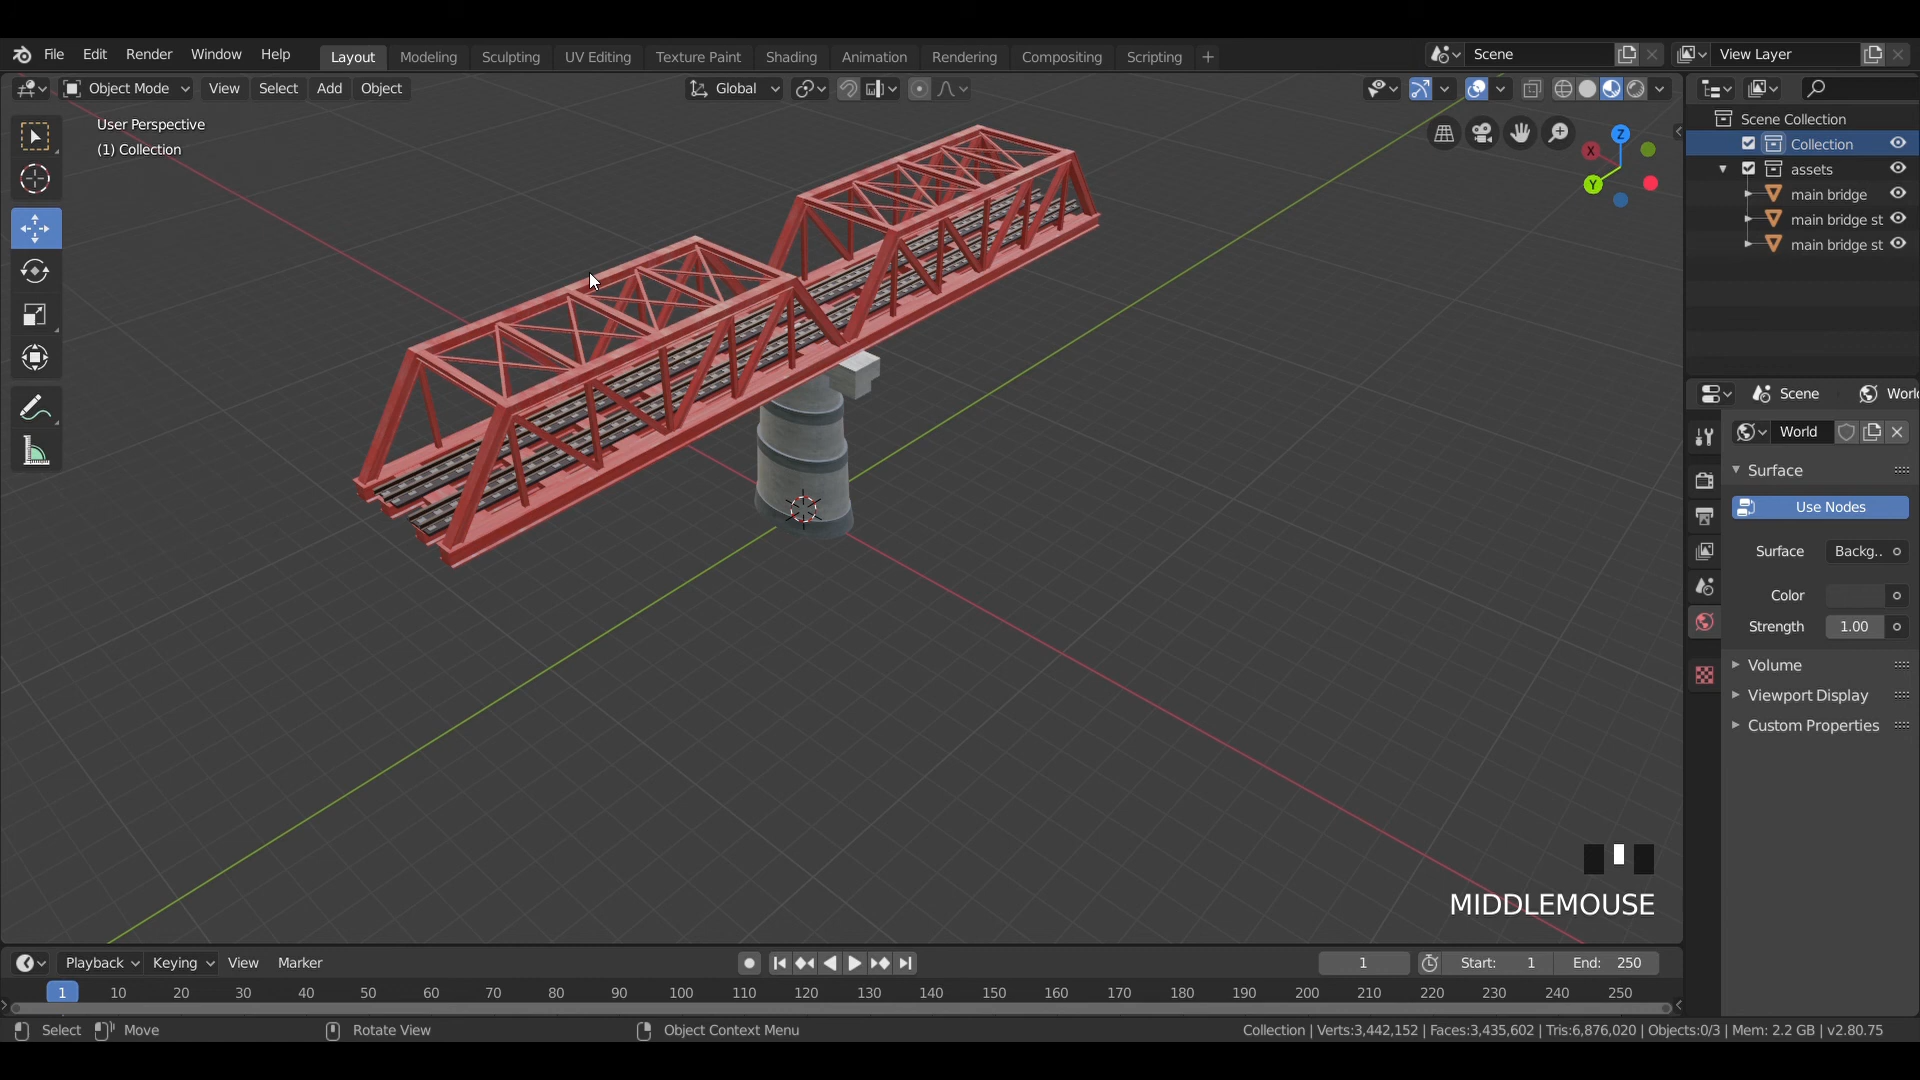 File Edit Render Window Help Layout Modeling Sculpting UV Editing Texture Paint Shading Animation Rendering Compositing Scripting + Scene View Layer
Object Mode View Select Add Object Global
User Perspective
(1) Collection
Z
X
Y
Scene Collection
Collection
assets
main bridge
main bridge st
main bridge st
Scene Worl
World
Surface
Use Nodes
Surface Backg..
Color
Strength 1.00
Volume
Viewport Display
Custom Properties
MIDDLEMOUSE
Playback Keying View Marker 1 Start: 1 End: 250
1 10 20 30 40 50 60 70 80 90 100 110 120 130 140 150 160 170 180 190 200 210 220 230 240 250
Select Move Rotate View Object Context Menu Collection | Verts:3,442,152 | Faces:3,435,602 | Tris:6,876,020 | Objects:0/3 | Mem: 2.2 GB | v2.80.75